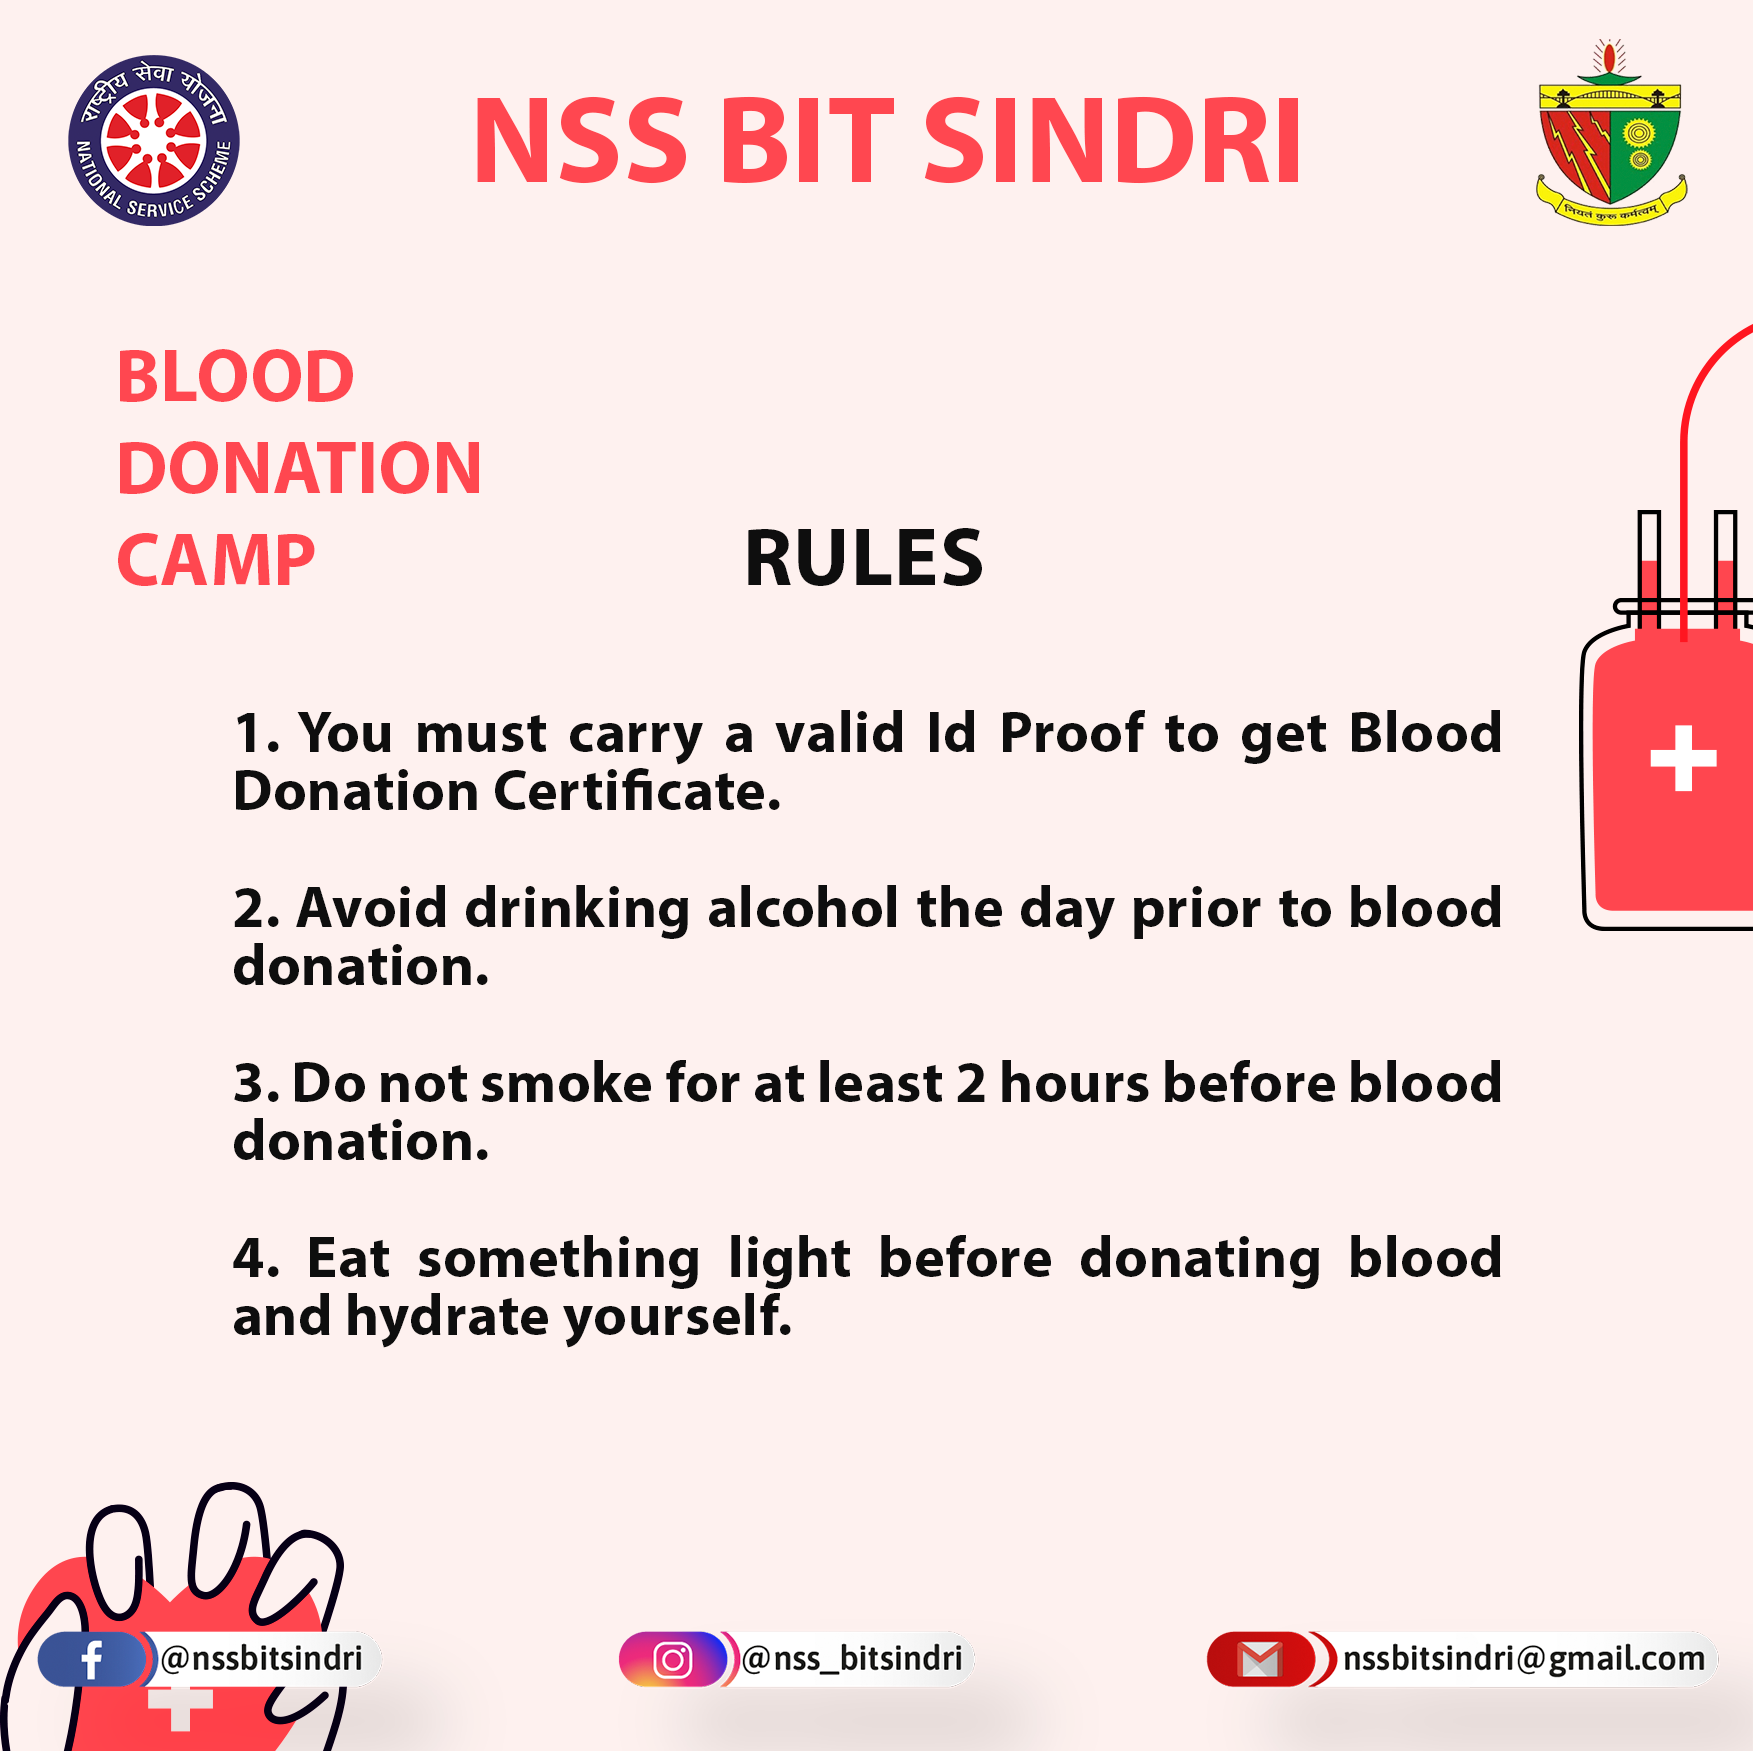 राष्ट्रीय सेवा योजना
NATIONAL SERVICE SCHEME
NSS BIT SINDRI
नियतं कुरू कर्मत्वम्
BLOOD
DONATION
CAMP
RULES
1. You must carry a valid Id Proof to get Blood
Donation Certificate.
2. Avoid drinking alcohol the day prior to blood
donation.
3. Do not smoke for at least 2 hours before blood
donation.
4. Eat something light before donating blood
and hydrate yourself.
@nssbitsindri
@nss_bitsindri
nssbitsindri@gmail.com